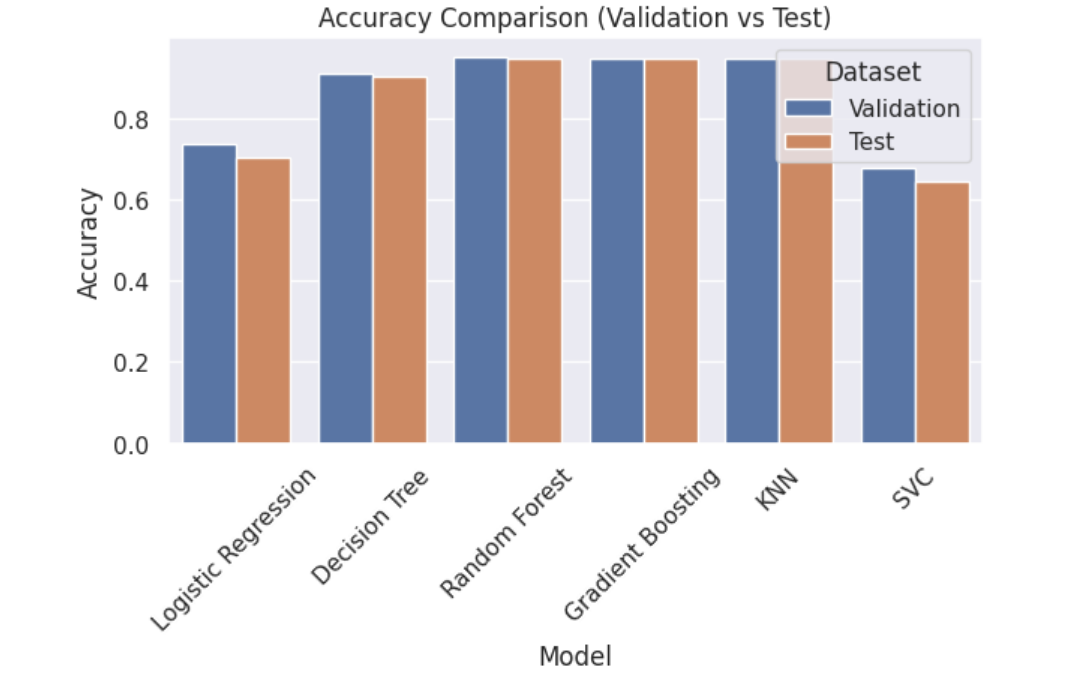 Accuracy Comparison (Validation vs Test)
Dataset
Validation
Test
Accuracy
0.8
0.6
0.4
0.2
0.0
Logistic Regression
Decision Tree
Random Forest
Gradient Boosting
KNN
SVC
Model